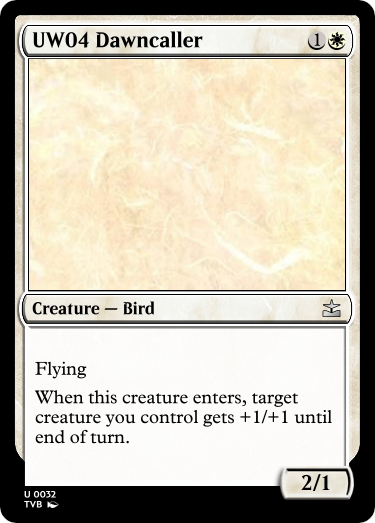 UW04 Dawncaller 1
Creature — Bird
Flying
When this creature enters, target
creature you control gets +1/+1 until
end of turn.
2/1
U 0032
TVB